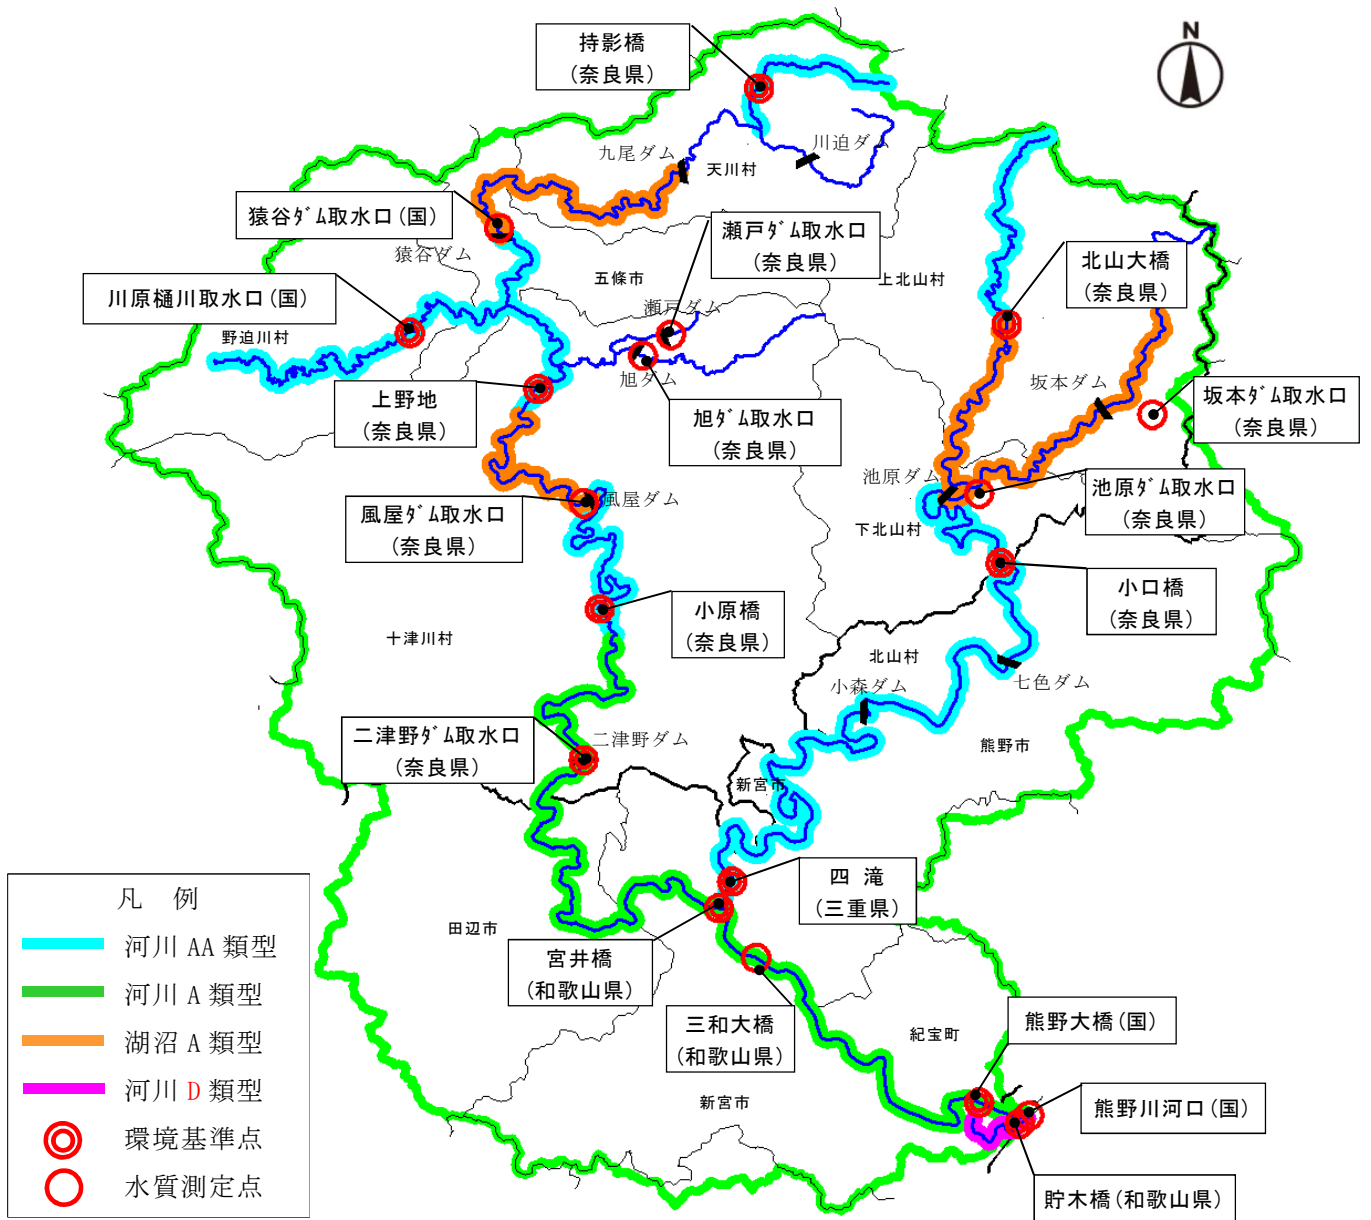 N
持影橋
(奈良県)
川迫ダム
九尾ダム
天川村
猿谷ﾀﾞﾑ取水口(国)
瀬戸ﾀﾞﾑ取水口
(奈良県)
猿谷ダム
五條市
上北山村
北山大橋
(奈良県)
川原樋川取水口(国)
瀬戸ダム
野迫川村
旭ダム
坂本ダム
上野地
(奈良県)
旭ﾀﾞﾑ取水口
(奈良県)
坂本ﾀﾞﾑ取水口
(奈良県)
池原ダム
池原ﾀﾞﾑ取水口
(奈良県)
風屋ダム
風屋ﾀﾞﾑ取水口
(奈良県)
下北山村
小原橋
(奈良県)
小口橋
(奈良県)
十津川村
北山村
小森ダム
七色ダム
二津野ﾀﾞﾑ取水口
(奈良県)
二津野ダム
熊野市
新宮市
四 滝
(三重県)
田辺市
宮井橋
(和歌山県)
三和大橋
(和歌山県)
紀宝町
熊野大橋(国)
新宮市
熊野川河口(国)
貯木橋(和歌山県)
凡 例
河川 AA 類型
河川 A 類型
湖沼 A 類型
河川 D 類型
環境基準点
水質測定点